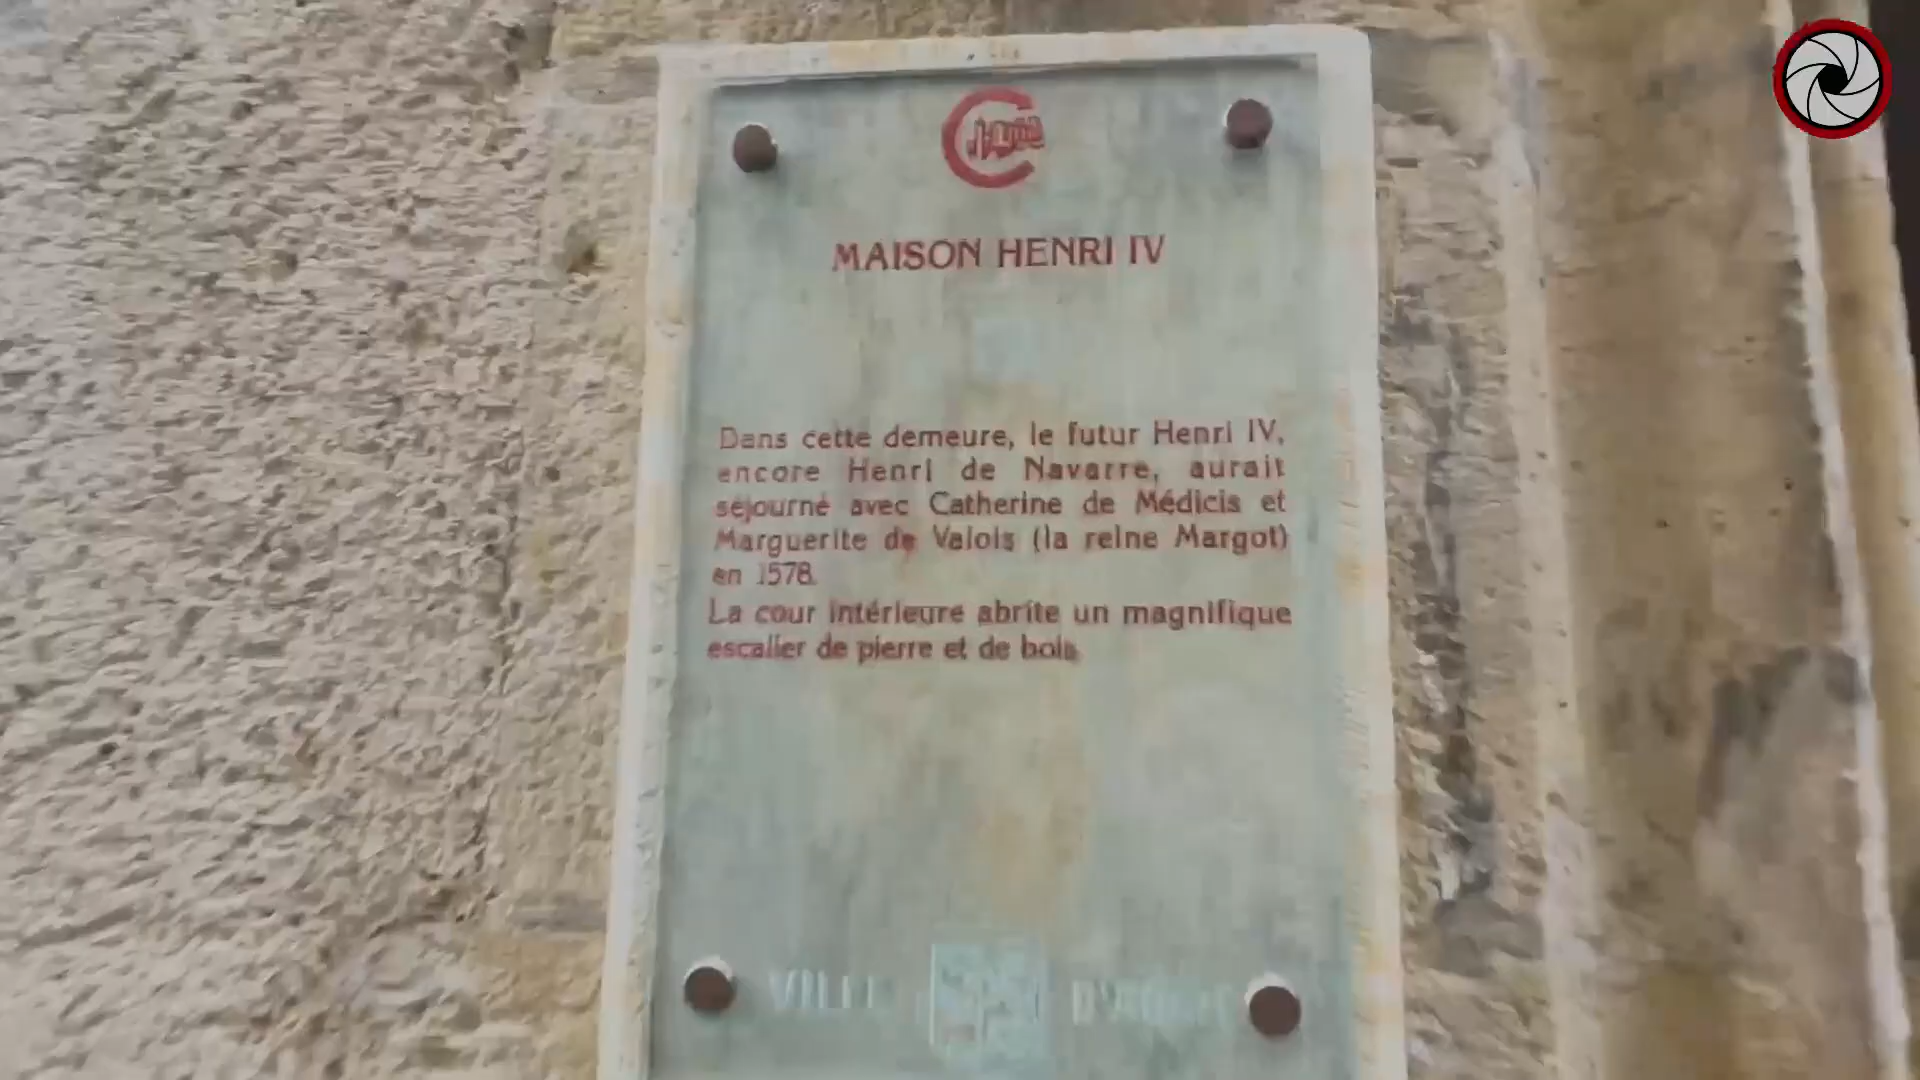 MAISON HENRI IV
Dans cette demeure, le futur Henri IV,
encore Henri de Navarre, aurait
séjourné avec Catherine de Médicis et
Marguerite de Valois (la reine Margot)
en 1578.
La cour intérieure abrite un magnifique
escalier de pierre et de bois.
VILLE